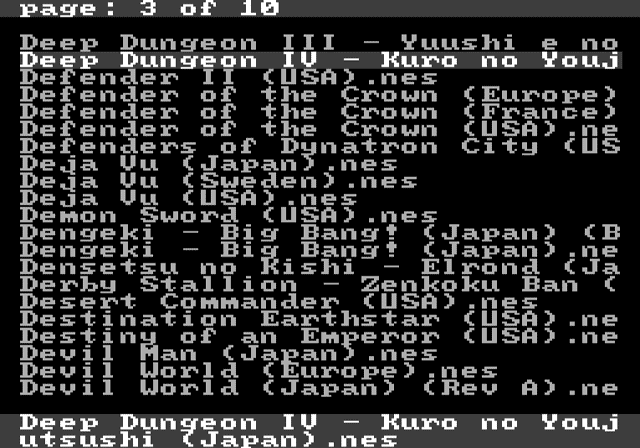 page: 3 of 10
Deep Dungeon III - Yuushi e no
Deep Dungeon IV - Kuro no Youj
Defender II (USA).nes
Defender of the Crown (Europe)
Defender of the Crown (France)
Defender of the Crown (USA).ne
Defenders of Dynatron City (US
Deja Vu (Japan).nes
Deja Vu (Sweden).nes
Deja Vu (USA).nes
Demon Sword (USA).nes
Dengeki - Big Bang! (Japan) (B
Dengeki - Big Bang! (Japan).ne
Densetsu no Kishi - Elrond (Ja
Derby Stallion - Zenkoku Ban (
Desert Commander (USA).nes
Destination Earthstar (USA).ne
Destiny of an Emperor (USA).ne
Devil Man (Japan).nes
Devil World (Europe).nes
Devil World (Japan) (Rev A).ne
Deep Dungeon IV - Kuro no Youj
utsushi (Japan).nes